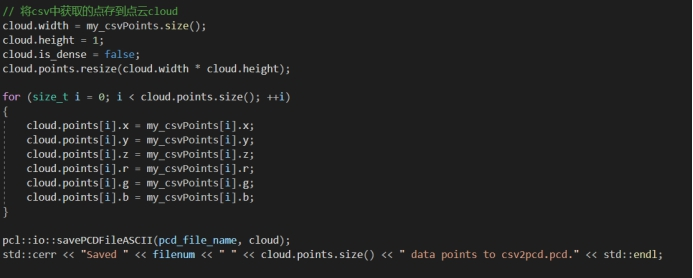 // 将csv中获取的点存到点云cloud
cloud.width = my_csvPoints.size();
cloud.height = 1;
cloud.is_dense = false;
cloud.points.resize(cloud.width * cloud.height);
for (size_t i = 0; i < cloud.points.size(); ++i)
{
cloud.points[i].x = my_csvPoints[i].x;
cloud.points[i].y = my_csvPoints[i].y;
cloud.points[i].z = my_csvPoints[i].z;
cloud.points[i].r = my_csvPoints[i].r;
cloud.points[i].g = my_csvPoints[i].g;
cloud.points[i].b = my_csvPoints[i].b;
}
pcl::io::savePCDFileASCII(pcd_file_name, cloud);
std::cerr << "Saved " << filenum << " " << cloud.points.size() << " data points to csv2pcd.pcd." << std::endl;